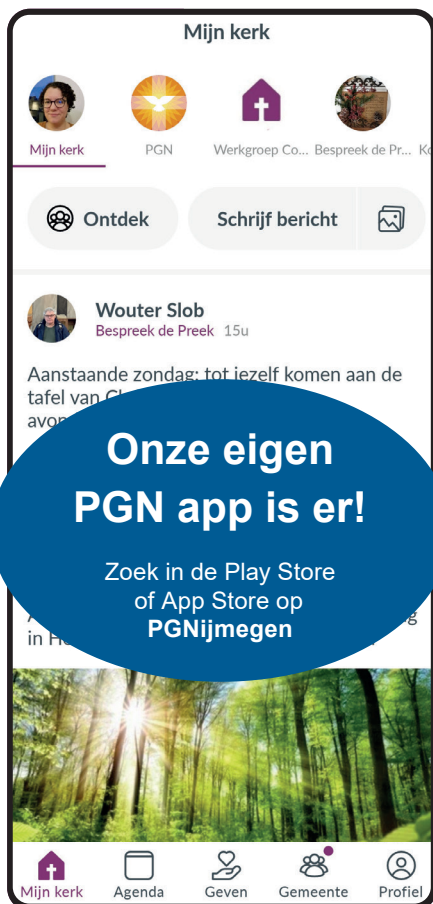 Mijn kerk
Mijn kerk
PGN
Werkgroep Co...
Bespreek de Pr...
Ontdek
Schrijf bericht
Wouter Slob
Bespreek de Preek 15u
Aanstaande zondag: tot jezelf komen aan de
tafel van
Onze eigen
PGN app is er!
Zoek in de Play Store
of App Store op
PGNijmegen
in
Mijn kerk
Agenda
Geven
Gemeente
Profiel